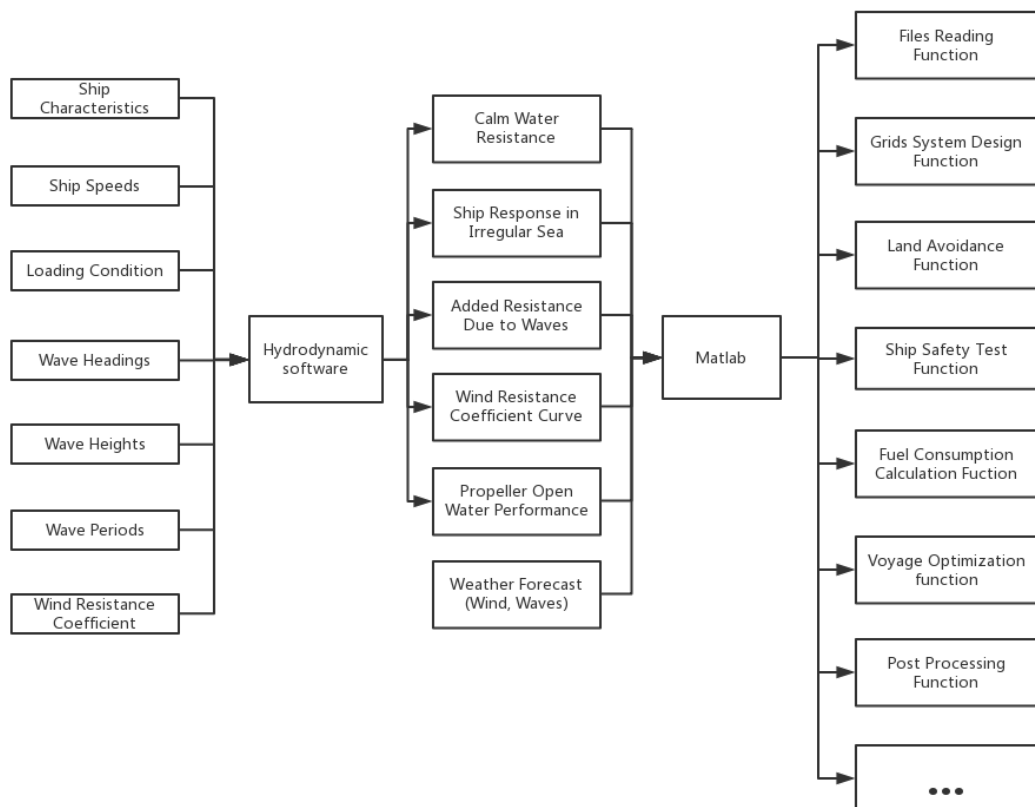 Ship
Characteristics
Ship Speeds
Loading Condition
Wave Headings
Wave Heights
Wave Periods
Wind Resistance
Coefficient
Hydrodynamic
software
Calm Water
Resistance
Ship Response in
Irregular Sea
Added Resistance
Due to Waves
Wind Resistance
Coefficient Curve
Propeller Open
Water Performance
Weather Forecast
(Wind, Waves)
Matlab
Files Reading
Function
Grids System Design
Function
Land Avoidance
Function
Ship Safety Test
Function
Fuel Consumption
Calculation Fuction
Voyage Optimization
function
Post Processing
Function
...